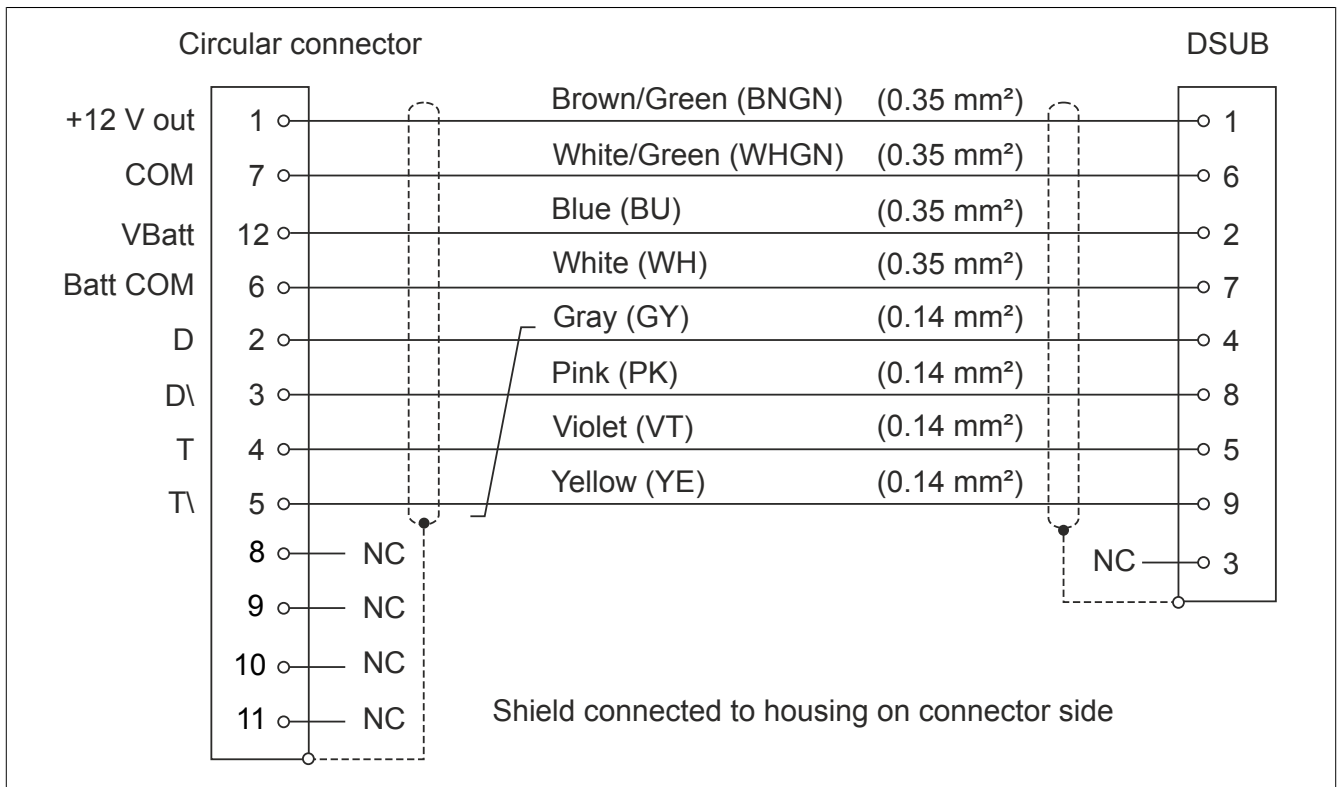 Circular connector DSUB
+12 V out 1 Brown/Green (BNGN) (0.35 mm²) 1
COM 7 White/Green (WHGN) (0.35 mm²) 6
VBatt 12 Blue (BU) (0.35 mm²) 2
Batt COM 6 White (WH) (0.35 mm²) 7
D 2 Gray (GY) (0.14 mm²) 4
D\ 3 Pink (PK) (0.14 mm²) 8
T 4 Violet (VT) (0.14 mm²) 5
T\ 5 Yellow (YE) (0.14 mm²) 9
8 NC NC 3
9 NC
10 NC
11 NC Shield connected to housing on connector side